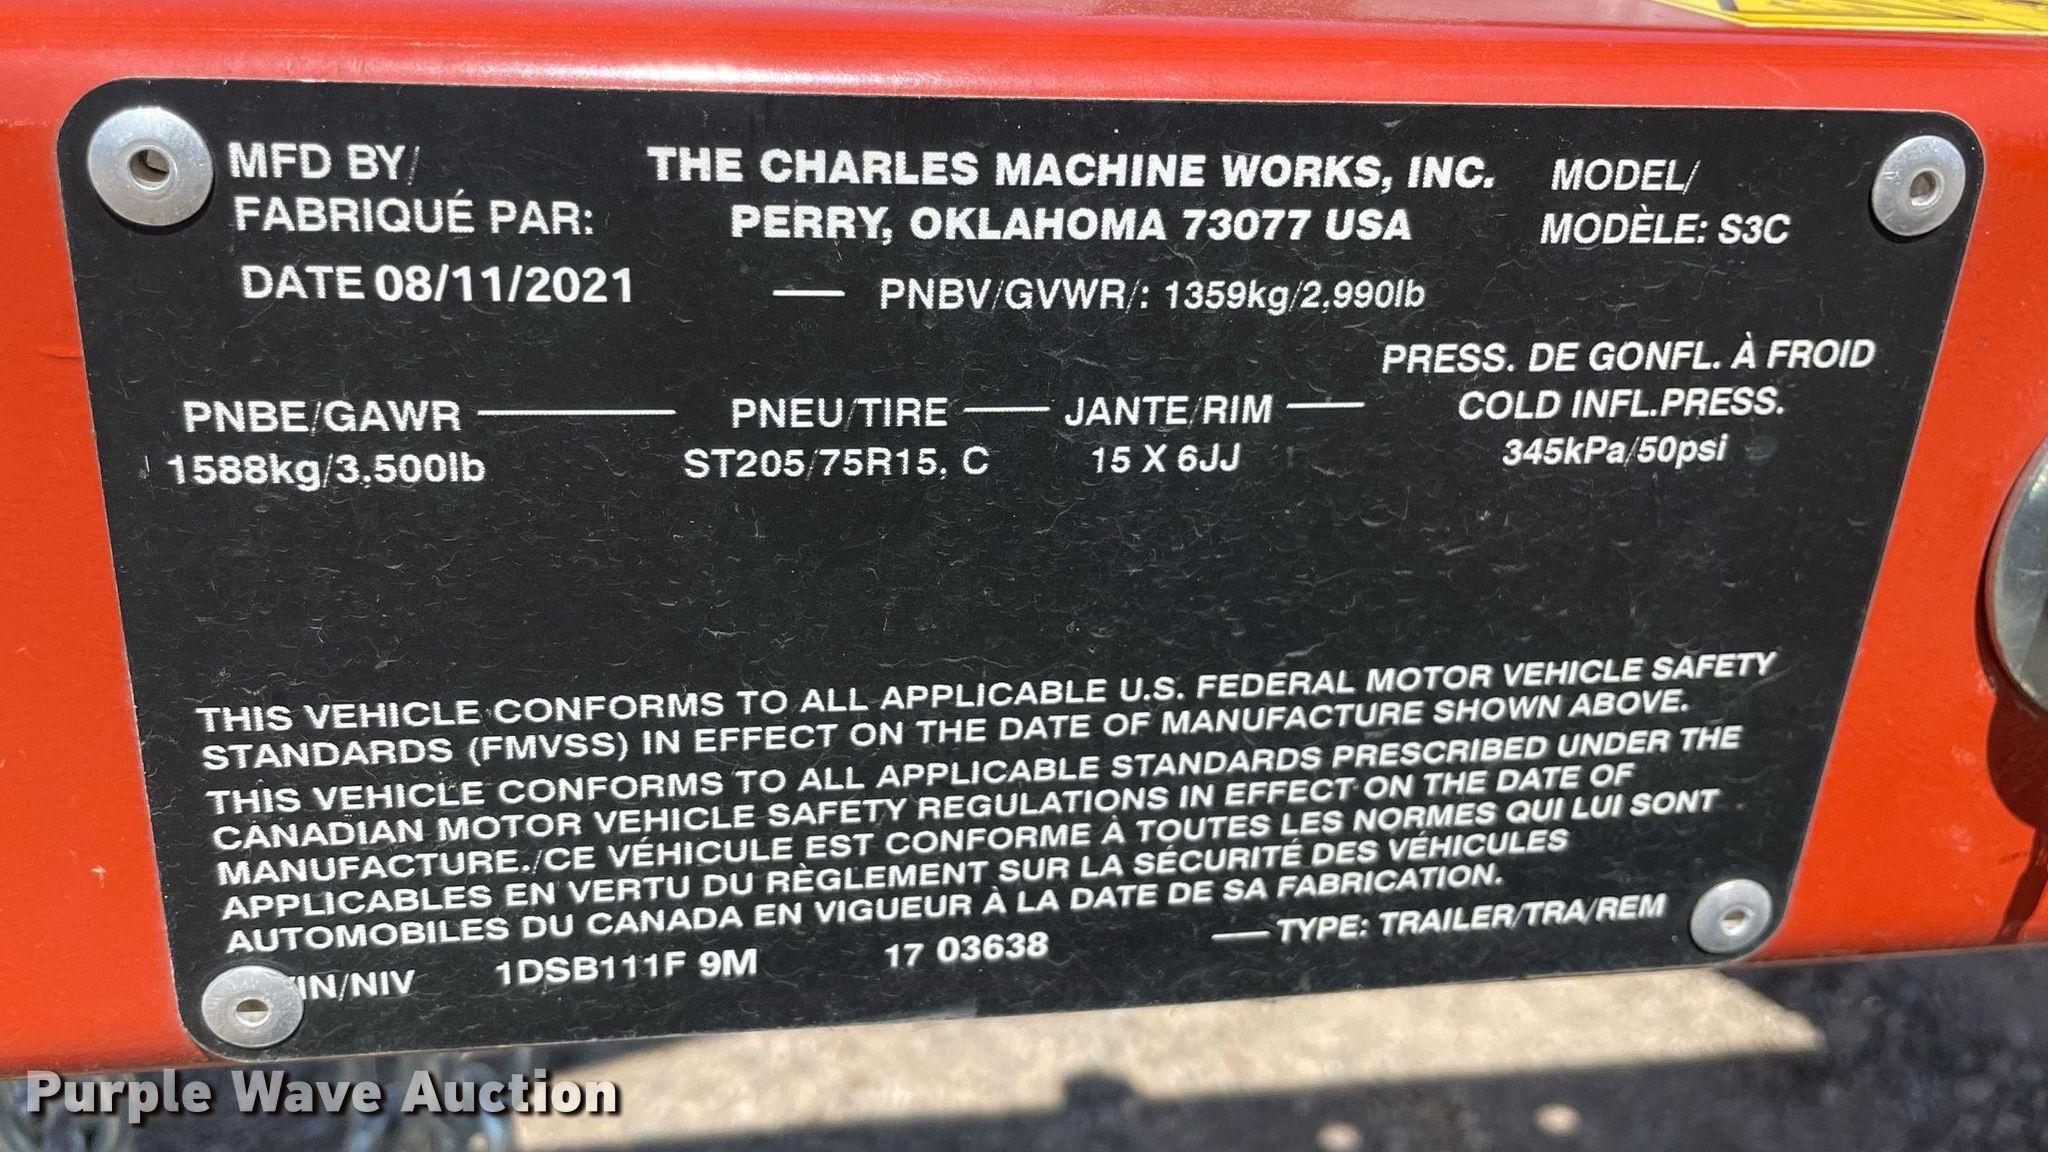 MFD BY/
FABRIQUÉ PAR:
THE CHARLES MACHINE WORKS, INC.
PERRY, OKLAHOMA 73077 USA
MODEL/
MODÈLE: S3C
DATE 08/11/2021
— PNBV/GVWR/: 1359kg/2,990lb
PNBE/GAWR
1588kg/3,500lb
PNEU/TIRE
ST205/75R15, C
JANTE/RIM
15 X 6JJ
PRESS. DE GONFL. À FROID
COLD INFL.PRESS.
345kPa/50psi
THIS VEHICLE CONFORMS TO ALL APPLICABLE U.S. FEDERAL MOTOR VEHICLE SAFETY
STANDARDS (FMVSS) IN EFFECT ON THE DATE OF MANUFACTURE SHOWN ABOVE.
THIS VEHICLE CONFORMS TO ALL APPLICABLE STANDARDS PRESCRIBED UNDER THE
CANADIAN MOTOR VEHICLE SAFETY REGULATIONS IN EFFECT ON THE DATE OF
MANUFACTURE./CE VÉHICULE EST CONFORME À TOUTES LES NORMES QUI LUI SONT
APPLICABLES EN VERTU DU RÈGLEMENT SUR LA SÉCURITÉ DES VÉHICULES
AUTOMOBILES DU CANADA EN VIGUEUR À LA DATE DE SA FABRICATION.
VIN/NIV 1DSB111F 9M 17 03638 — TYPE: TRAILER/TRA/REM
Purple Wave Auction